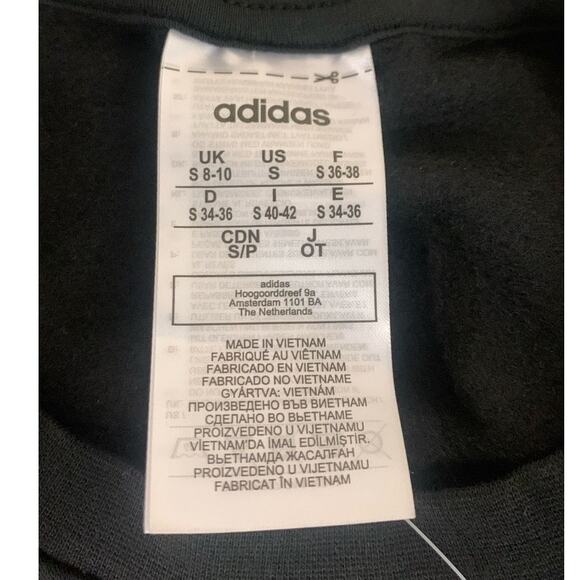 adidas
UK US F
S 8-10 S S 36-38
D I E
S 34-36 S 40-42 S 34-36
CDN J
S/P OT
adidas
Hoogoorddreef 9a
Amsterdam 1101 BA
The Netherlands
MADE IN VIETNAM
FABRIQUÉ AU VIÊTNAM
FABRICADO EN VIETNAM
FABRICADO NO VIETNAME
GYÁRTVA: VIETNÁM
ПРОИЗВЕДЕНО ВЪВ ВИЕТНАМ
СДЕЛАНО ВО ВЬЕТНАМЕ
PROIZVEDENO U VIJETNAMU
VİETNAM'DA İMAL EDİLMİŞTİR.
ВЬЕТНАМДА ЖАСАЛҒАН
PROIZVEDENO U VIJETNAMU
FABRICAT ÎN VIETNAM